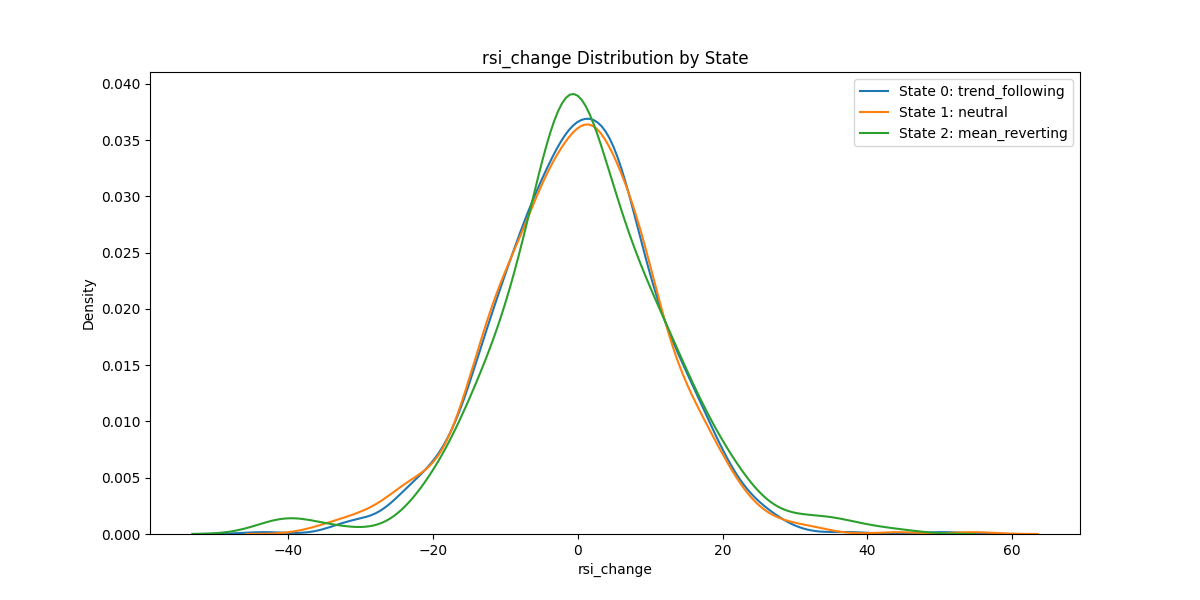 rsi_change Distribution by State
State 0: trend_following
State 1: neutral
State 2: mean_reverting
Density
0.040
0.035
0.030
0.025
0.020
0.015
0.010
0.005
0.000
−40 −20 0 20 40 60
rsi_change